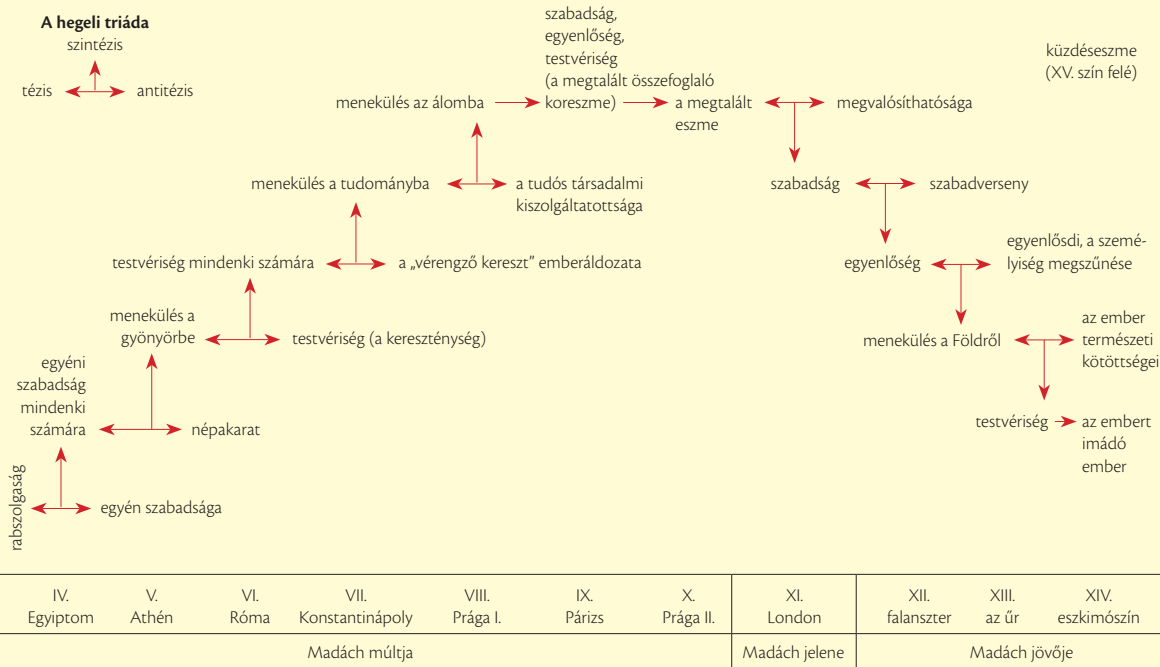 A hegeli triáda
szintézis
tézis
antitézis
szabadság,
egyenlőség,
testvériség
(a megtalált összefoglaló
koreszme)
menekülés az álomba
a megtalált
eszme
megvalósíthatósága
küzdéseszme
(XV. szín felé)
menekülés a tudományba
a tudós társadalmi
kiszolgáltatottsága
szabadság
szabadverseny
testvériség mindenki számára
a „vérengző kereszt” emberáldozata
egyenlőség
egyenlősdi, a szemé-
lyiség megszűnése
menekülés a
gyönyörbe
testvériség (a kereszténység)
menekülés a Földről
az ember
természeti
kötöttségei
egyéni
szabadság
mindenki
számára
népakarat
testvériség
az embert
imádó
ember
rabszolgaság
egyén szabadsága
IV.
Egyiptom
V.
Athén
VI.
Róma
VII.
Konstantinápoly
VIII.
Prága I.
IX.
Párizs
X.
Prága II.
XI.
London
XII.
falanszter
XIII.
az űr
XIV.
eszkimószín
Madách múltja
Madách jelene
Madách jövője